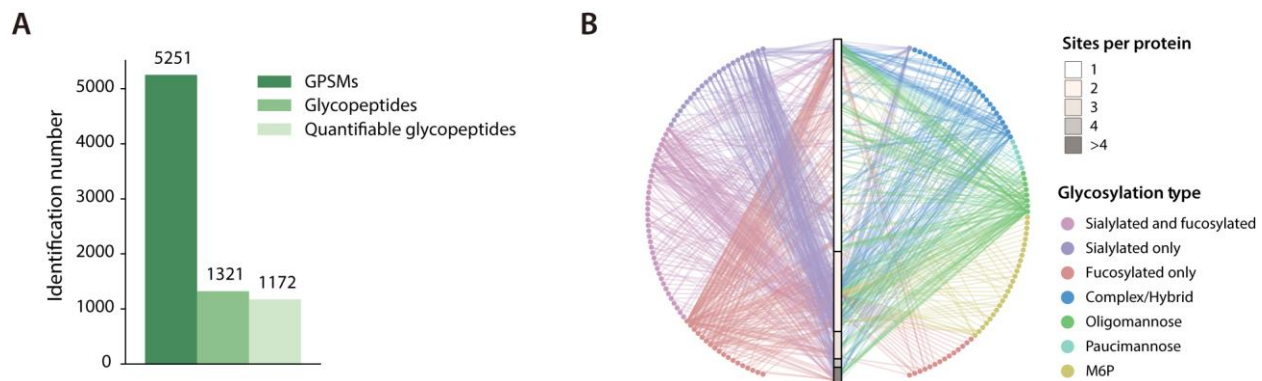 A
5251
5000
4000
3000
2000
1000
0
Identification number
1321
1172
GPSMs
Glycopeptides
Quantifiable glycopeptides
B
Sites per protein
1
2
3
4
>4
Glycosylation type
Sialylated and fucosylated
Sialylated only
Fucosylated only
Complex/Hybrid
Oligomannose
Paucimannose
M6P